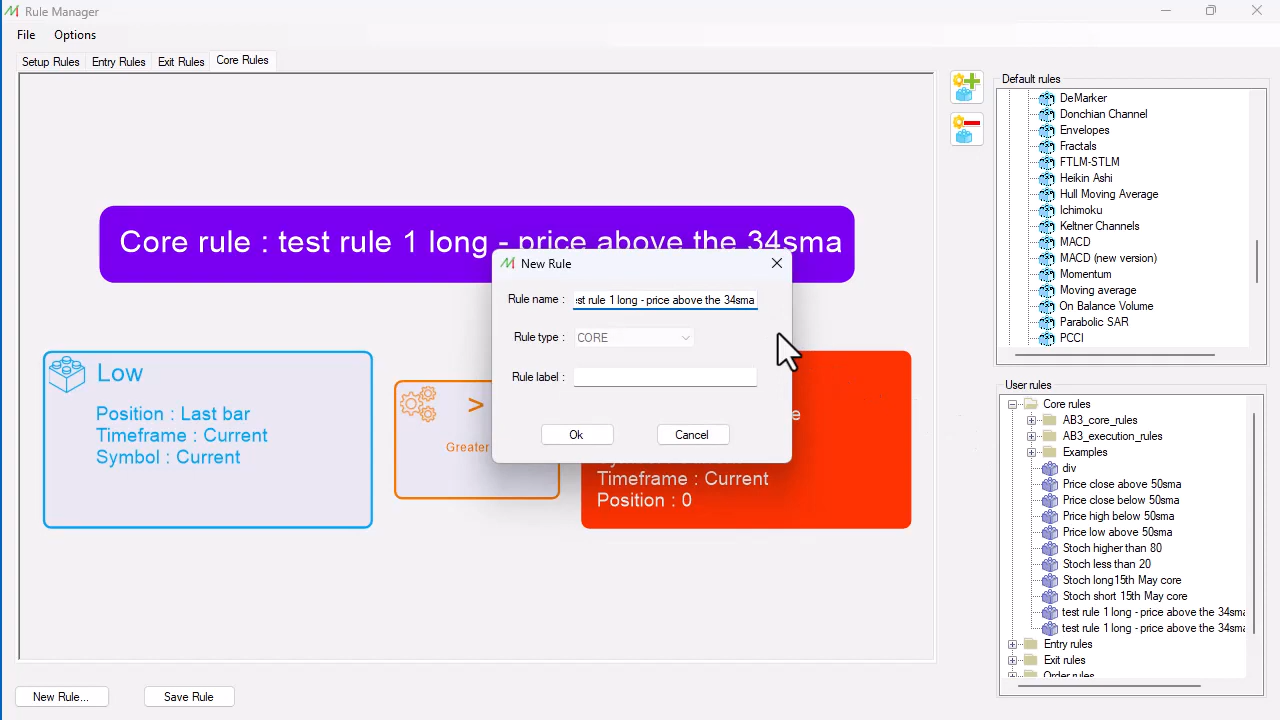 Rule Manager
File Options
Setup Rules Entry Rules Exit Rules Core Rules
Core rule : test rule 1 long - price above the 34sma
New Rule
Rule name : est rule 1 long - price above the 34sma
Rule type : CORE
Rule label :
Ok Cancel
Low
Position : Last bar
Timeframe : Current
Symbol : Current
>
Greater
Timeframe : Current
Position : 0
New Rule... Save Rule
Default rules
DeMarker
Donchian Channel
Envelopes
Fractals
FTLM-STLM
Heikin Ashi
Hull Moving Average
Ichimoku
Keltner Channels
MACD
MACD (new version)
Momentum
Moving average
On Balance Volume
Parabolic SAR
PCCI
User rules
Core rules
AB3_core_rules
AB3_execution_rules
Examples
div
Price close above 50sma
Price close below 50sma
Price high below 50sma
Price low above 50sma
Stoch higher than 80
Stoch less than 20
Stoch long15th May core
Stoch short 15th May core
test rule 1 long - price above the 34sma
test rule 1 long - price above the 34sma
Entry rules
Exit rules
Order rules